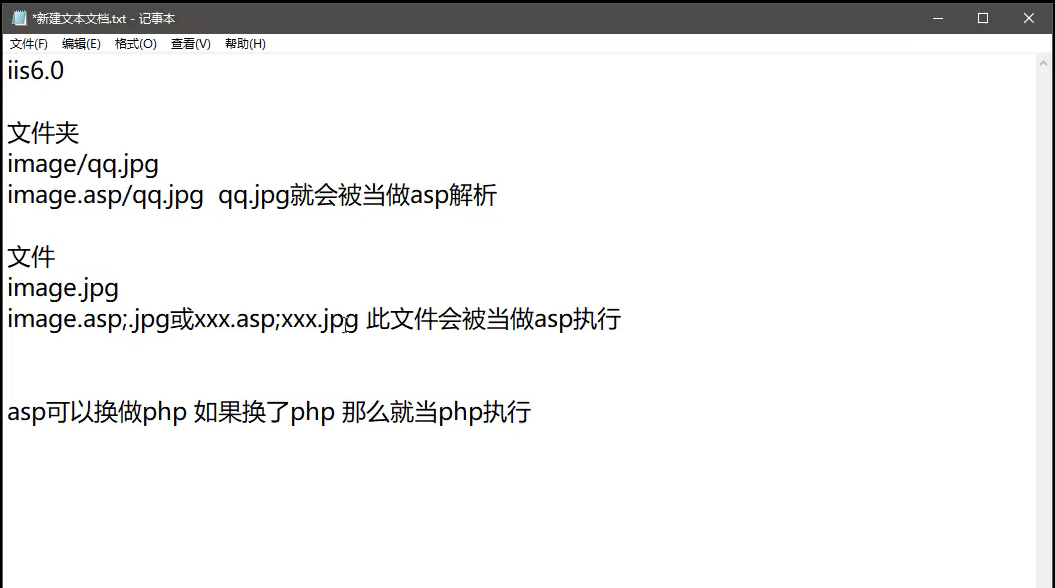 *新建文本文档.txt - 记事本
文件(F) 编辑(E) 格式(O) 查看(V) 帮助(H)
iis6.0
文件夹
image/qq.jpg
image.asp/qq.jpg  qq.jpg就会被当做asp解析
文件
image.jpg
image.asp;.jpg或xxx.asp;xxx.jpg 此文件会被当做asp执行
asp可以换做php 如果换了php 那么就当php执行